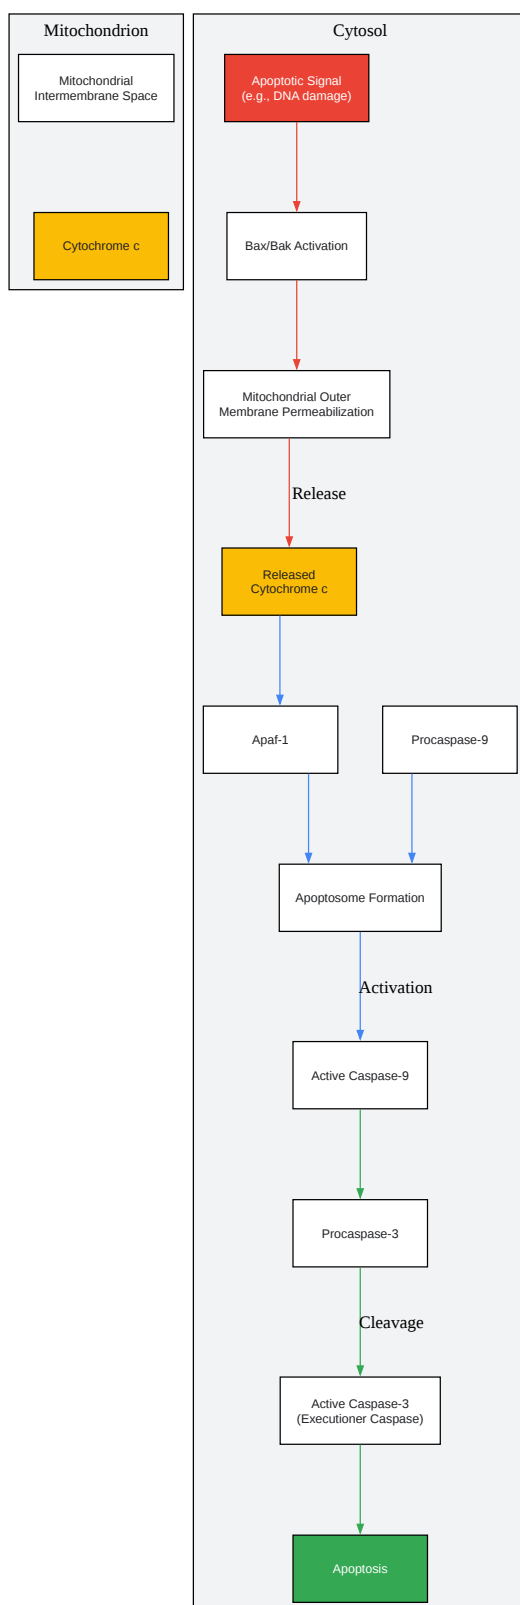 Mitochondrion
Mitochondrial
Intermembrane Space
Cytochrome c
Cytosol
Apoptotic Signal
(e.g., DNA damage)
Bax/Bak Activation
Mitochondrial Outer
Membrane Permeabilization
Release
Released
Cytochrome c
Apaf-1
Procaspase-9
Apoptosome Formation
Activation
Active Caspase-9
Procaspase-3
Cleavage
Active Caspase-3
(Executioner Caspase)
Apoptosis